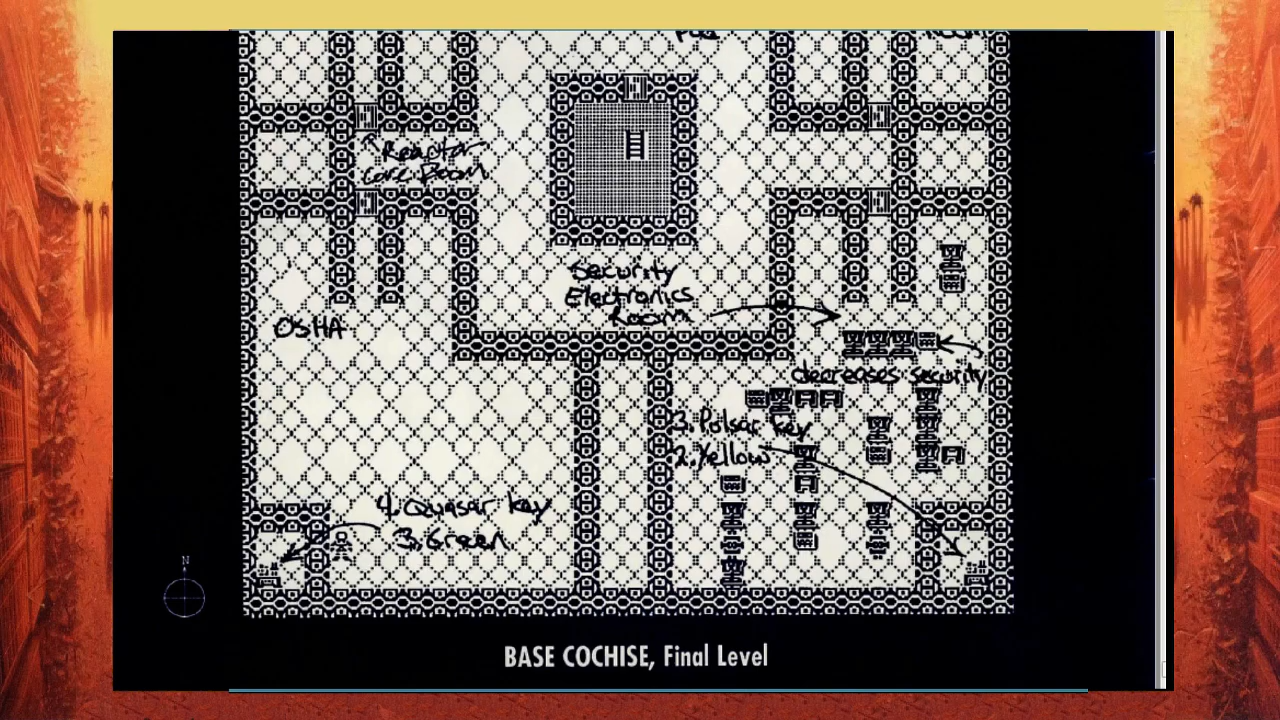 Reactor
Core Room
Security
Electronics
Room
OSHA
decreases security
3. Pulsar key
2. Yellow
4. Quasar key
3. Green
N
BASE COCHISE, Final Level